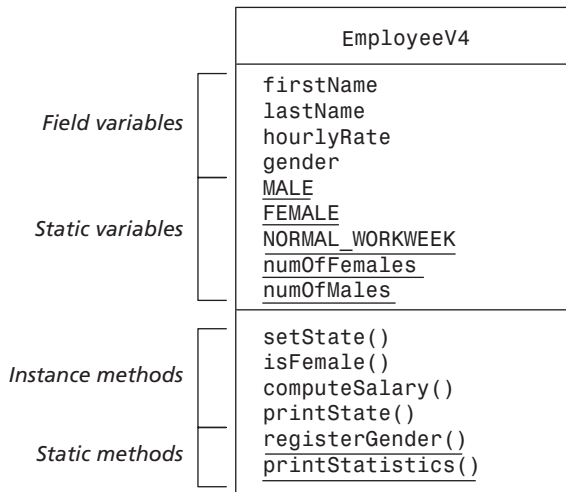 EmployeeV4
Field variables
firstName
lastName
hourlyRate
gender
Static variables
MALE
FEMALE
NORMAL_WORKWEEK
numOfFemales
numOfMales
Instance methods
setState()
isFemale()
computeSalary()
printState()
Static methods
registerGender()
printStatistics()